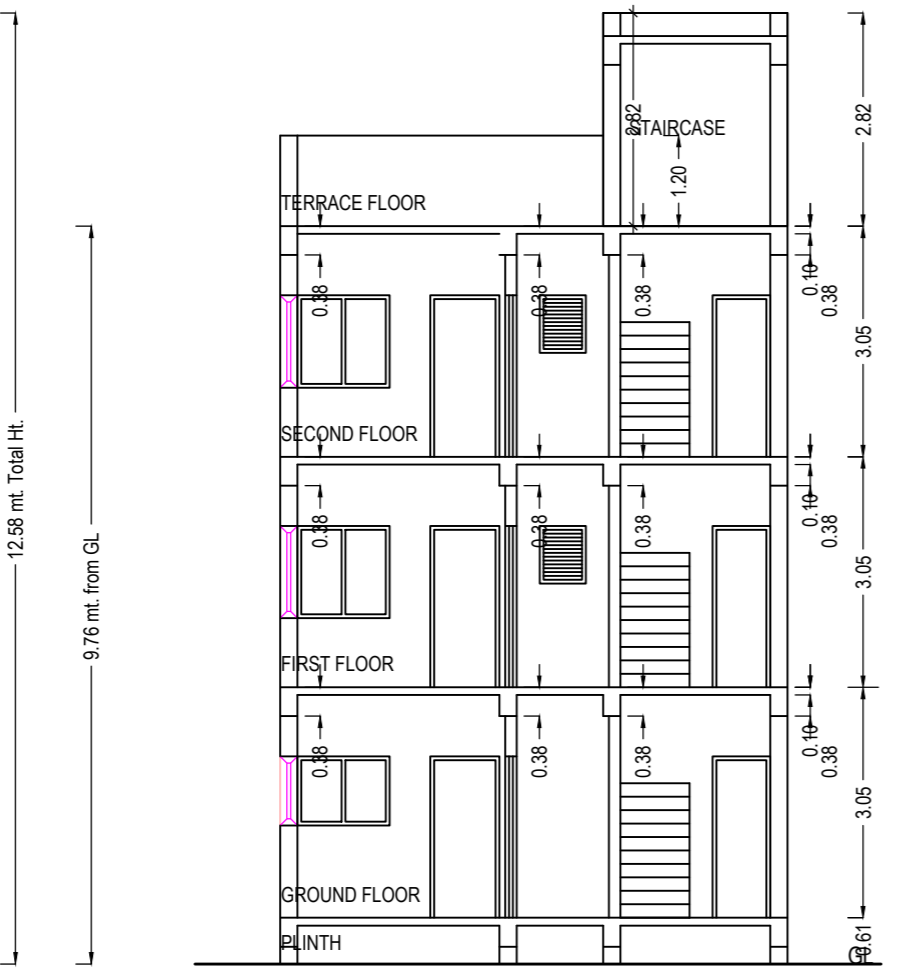 12.58 mt. Total Ht.
9.76 mt. from GL
2.82
STAIRCASE
2.82
1.20
TERRACE FLOOR
0.38
0.38
0.38
0.10
0.38
3.05
SECOND FLOOR
0.38
0.38
0.38
0.10
0.38
3.05
FIRST FLOOR
0.38
0.38
0.38
0.10
0.38
3.05
GROUND FLOOR
PLINTH
0.61
GL